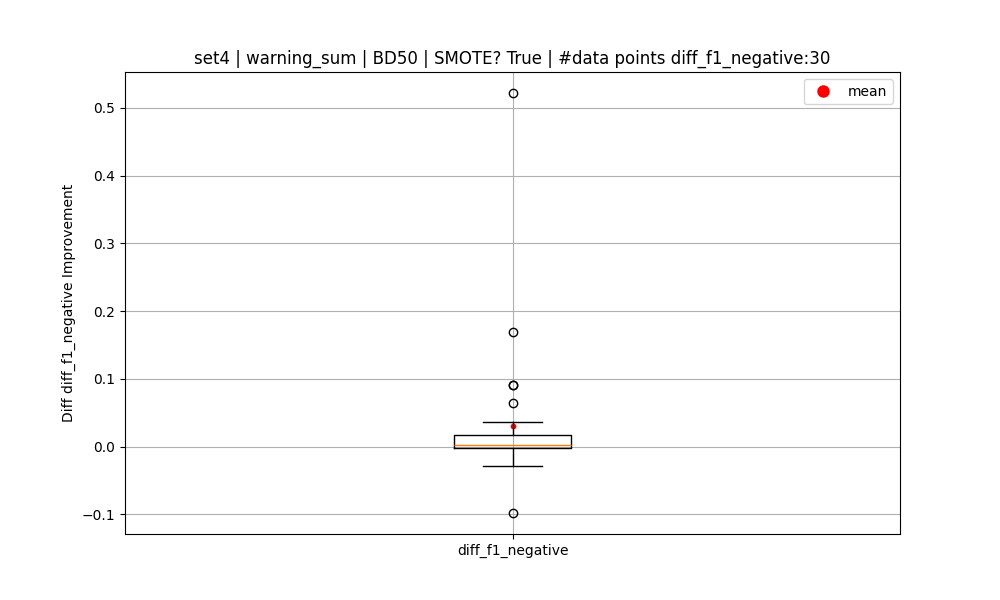 set4 | warning_sum | BD50 | SMOTE? True | #data points diff_f1_negative:30
mean
Diff diff_f1_negative Improvement
0.5
0.4
0.3
0.2
0.1
0.0
−0.1
diff_f1_negative